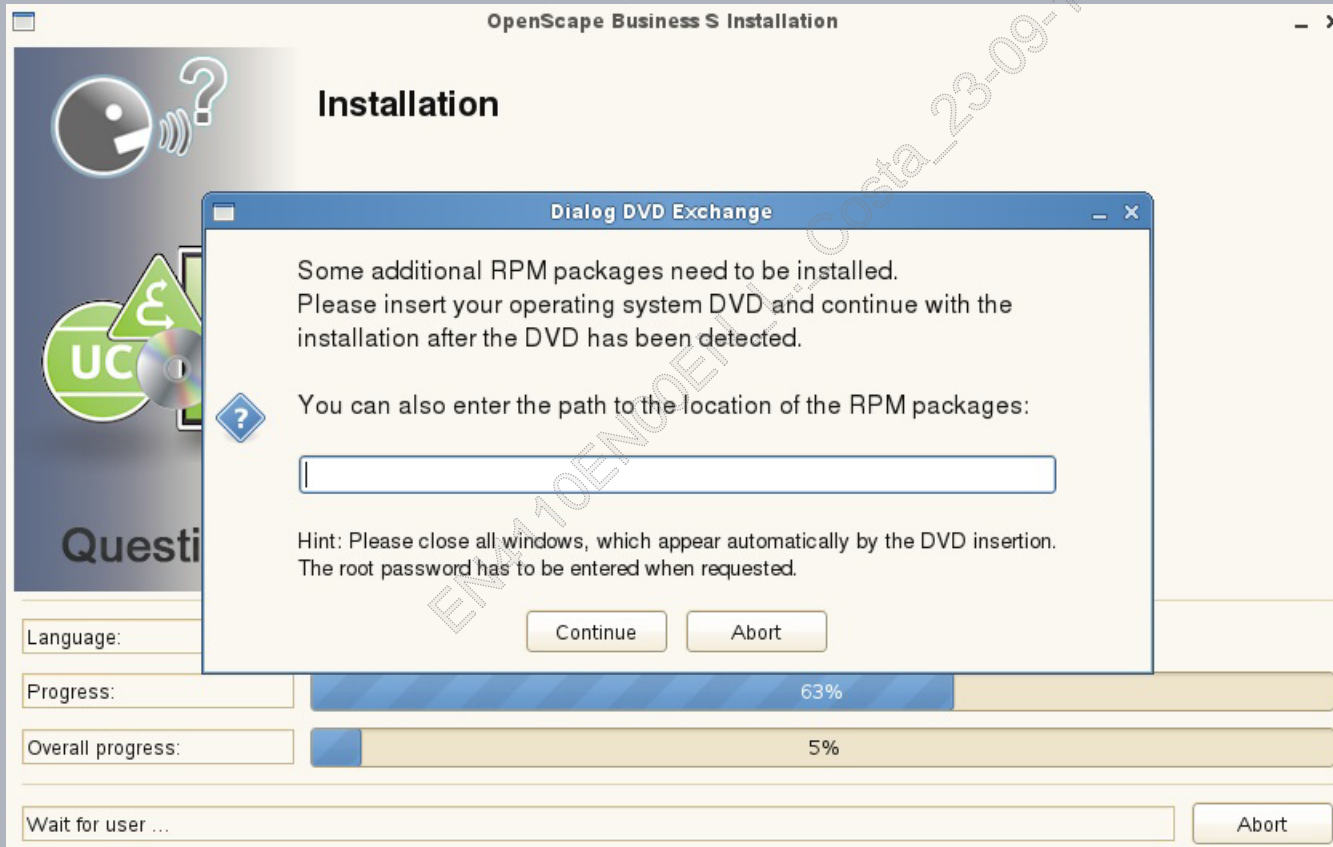 OpenScape Business S Installation
Installation
UC
Questi
Dialog DVD Exchange
Some additional RPM packages need to be installed.
Please insert your operating system DVD and continue with the
installation after the DVD has been detected.
You can also enter the path to the location of the RPM packages:
Hint: Please close all windows, which appear automatically by the DVD insertion.
The root password has to be entered when requested.
Continue Abort
Language:
Progress: 63%
Overall progress: 5%
Wait for user ... Abort